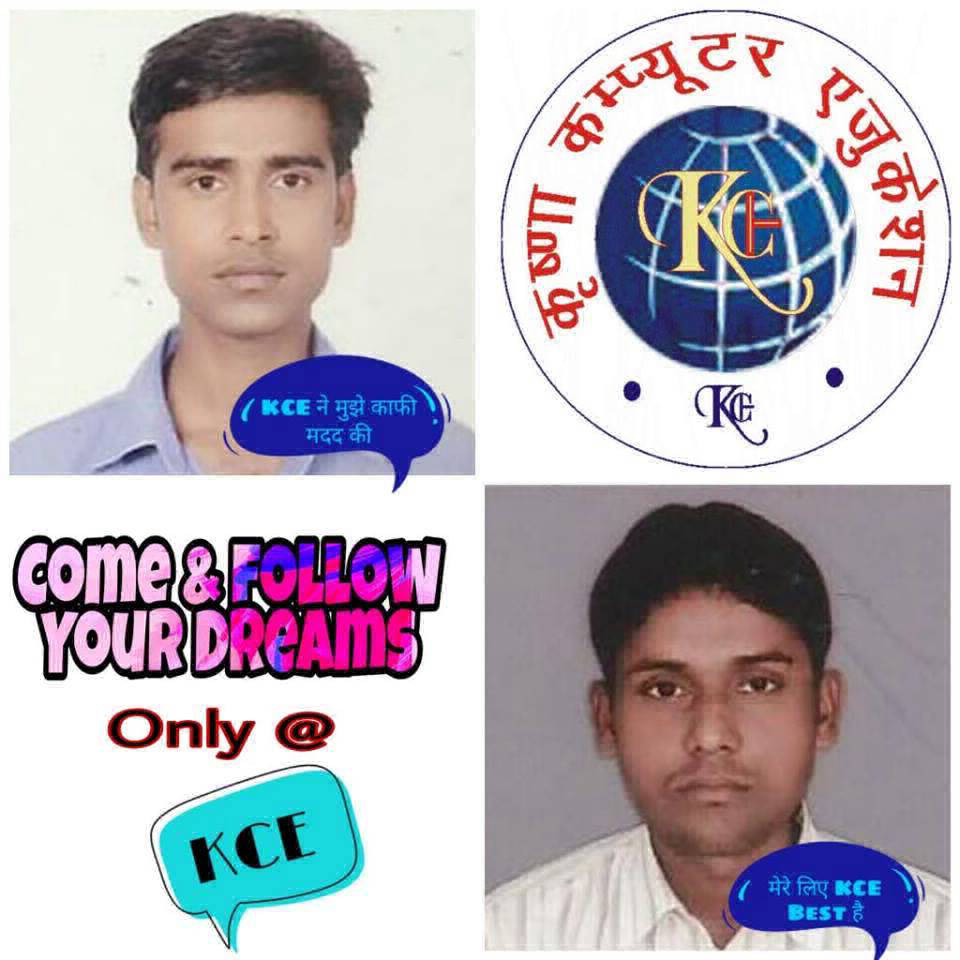 KCE ने मुझे काफी
मदद की
कृष्णा कम्प्यूटर एजुकेशन
KCE
KCE
COME & FOLLOW
YOUR DREAMS
Only @
KCE
मेरे लिए KCE
BEST है